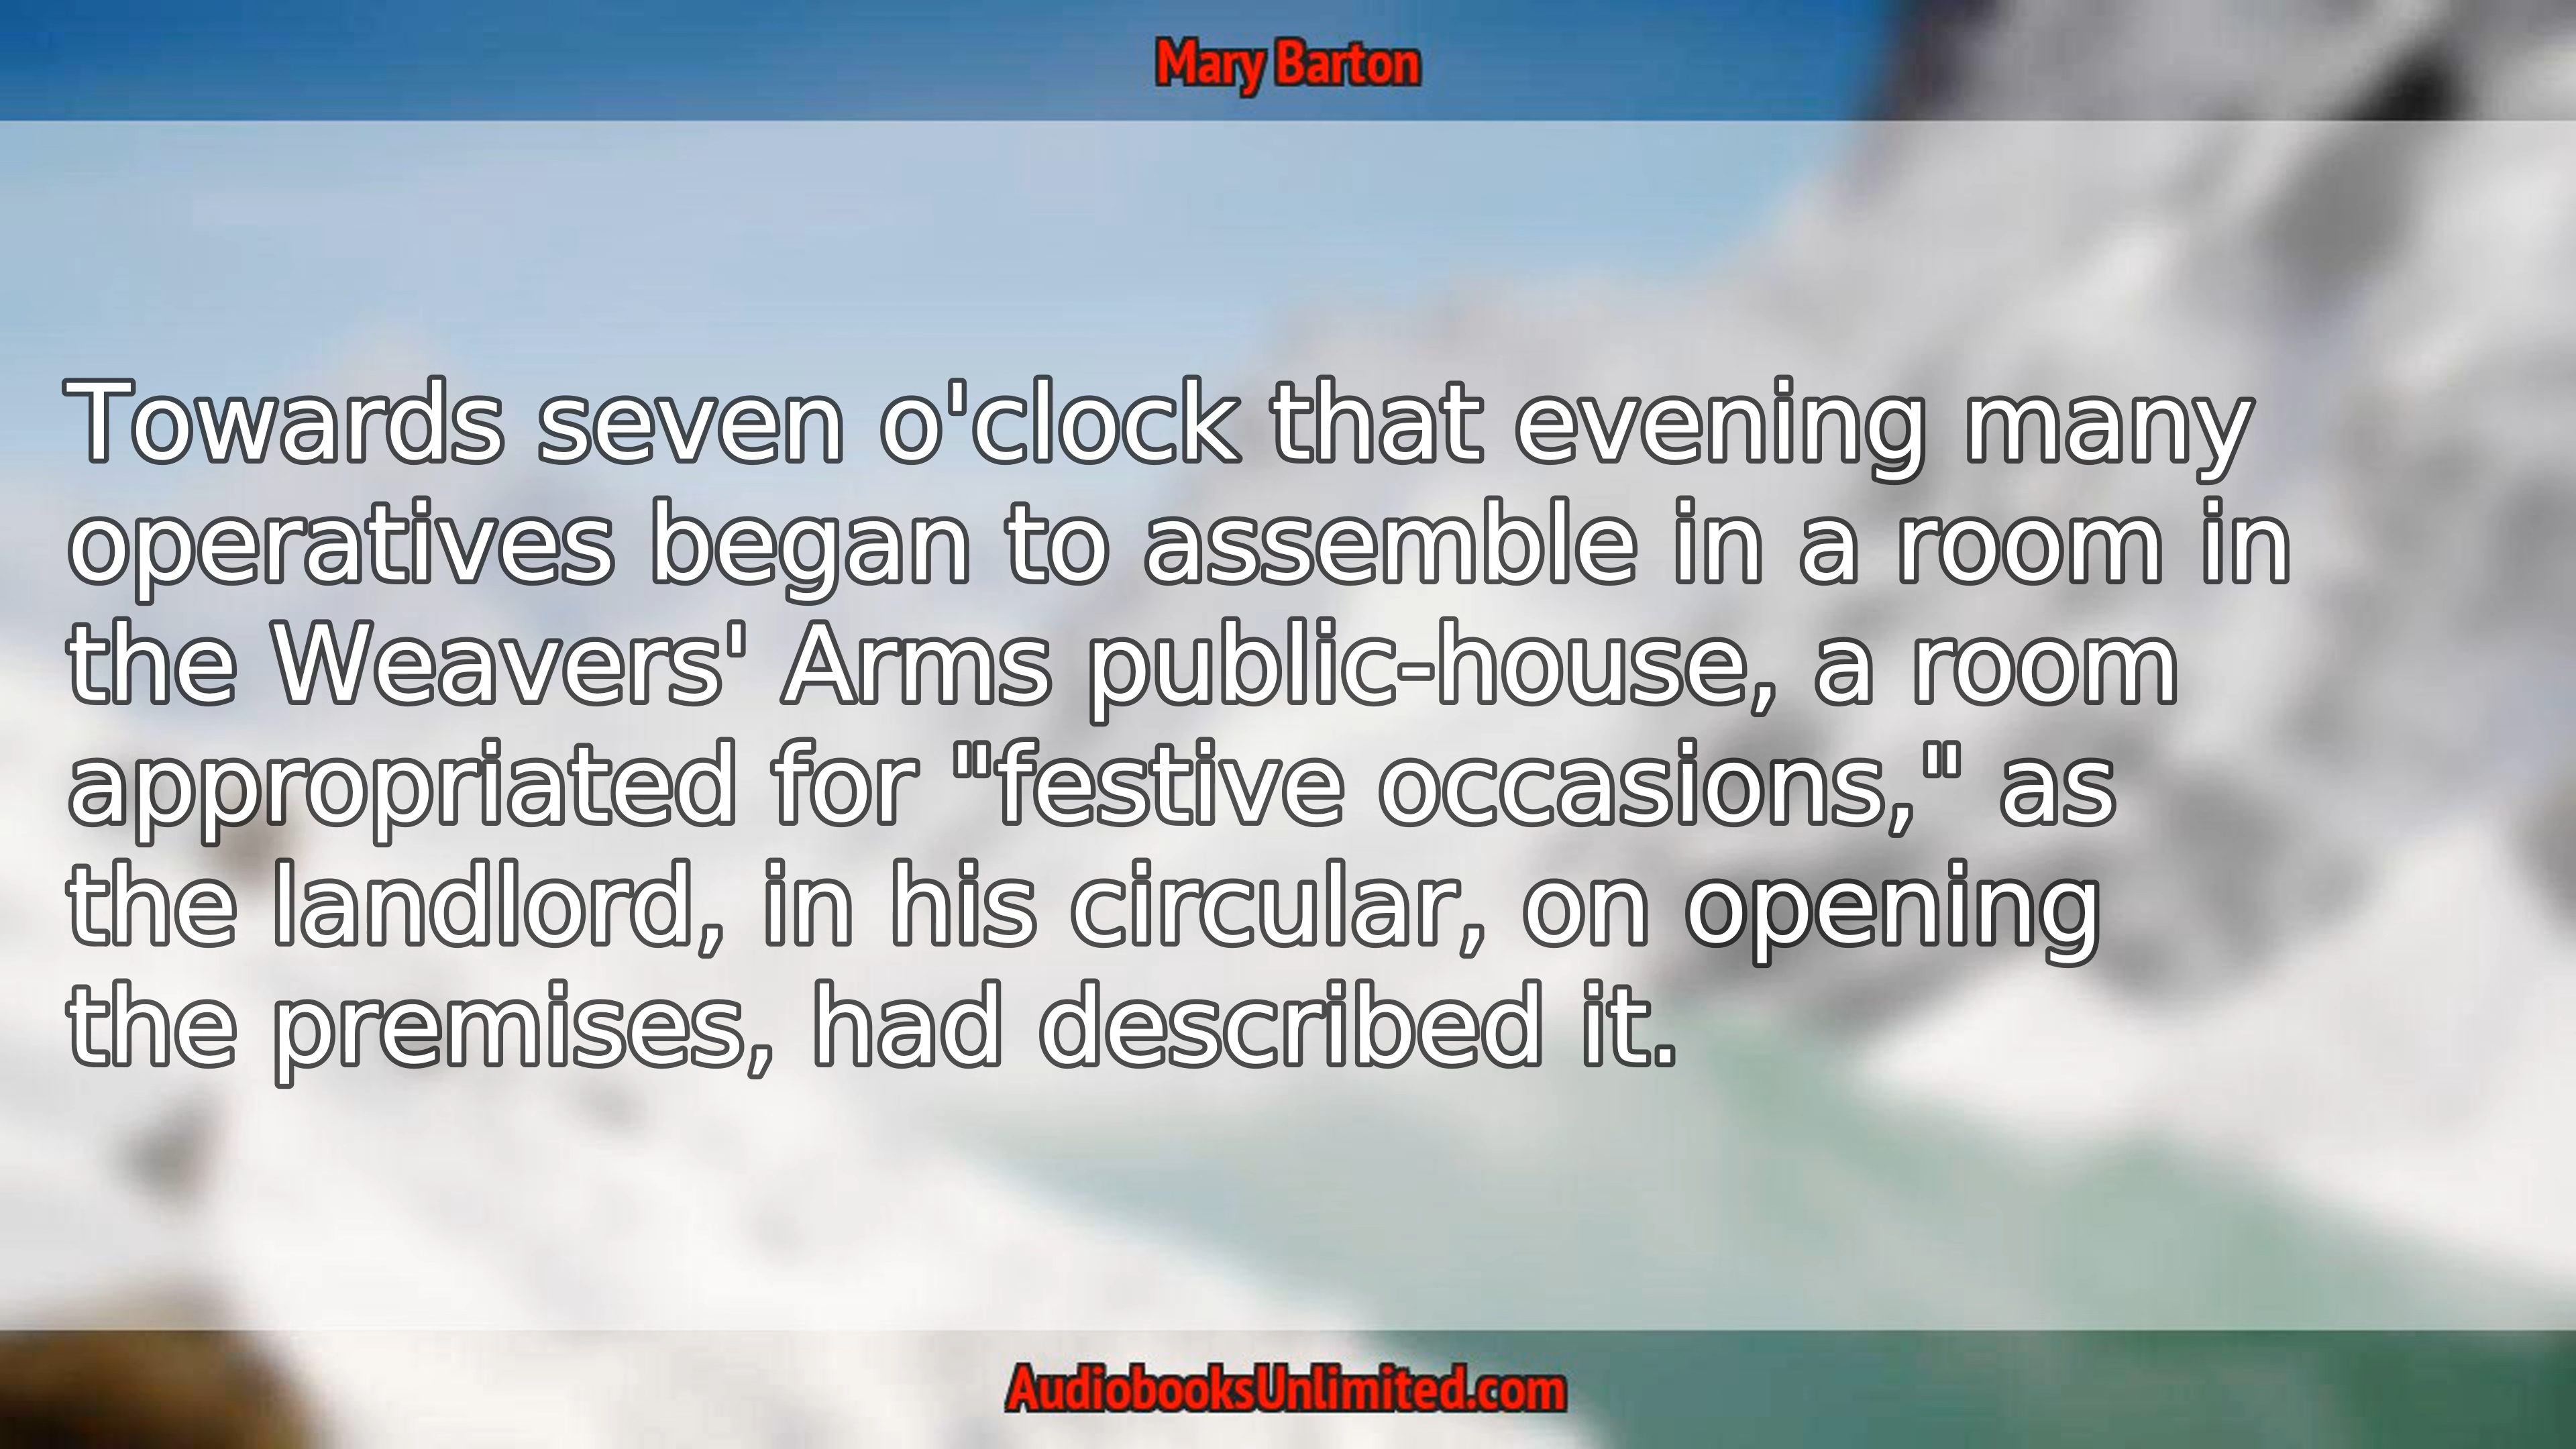 Mary Barton
Towards seven o'clock that evening many
operatives began to assemble in a room in
the Weavers' Arms public-house, a room
appropriated for "festive occasions," as
the landlord, in his circular, on opening
the premises, had described it.
AudiobooksUnlimited.com